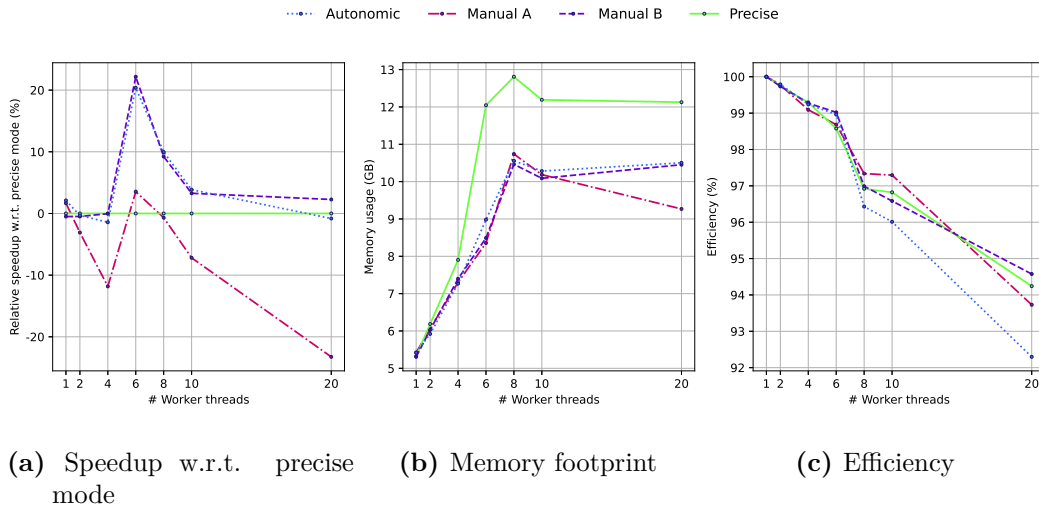 Autonomic Manual A Manual B Precise
Relative speedup w.r.t. precise mode (%)
20
10
0
-10
-20
1 2 4 6 8 10 20
# Worker threads
Memory usage (GB)
13
12
11
10
9
8
7
6
5
1 2 4 6 8 10 20
# Worker threads
Efficiency (%)
100
99
98
97
96
95
94
93
92
1 2 4 6 8 10 20
# Worker threads
(a) Speedup w.r.t. precise
mode
(b) Memory footprint
(c) Efficiency